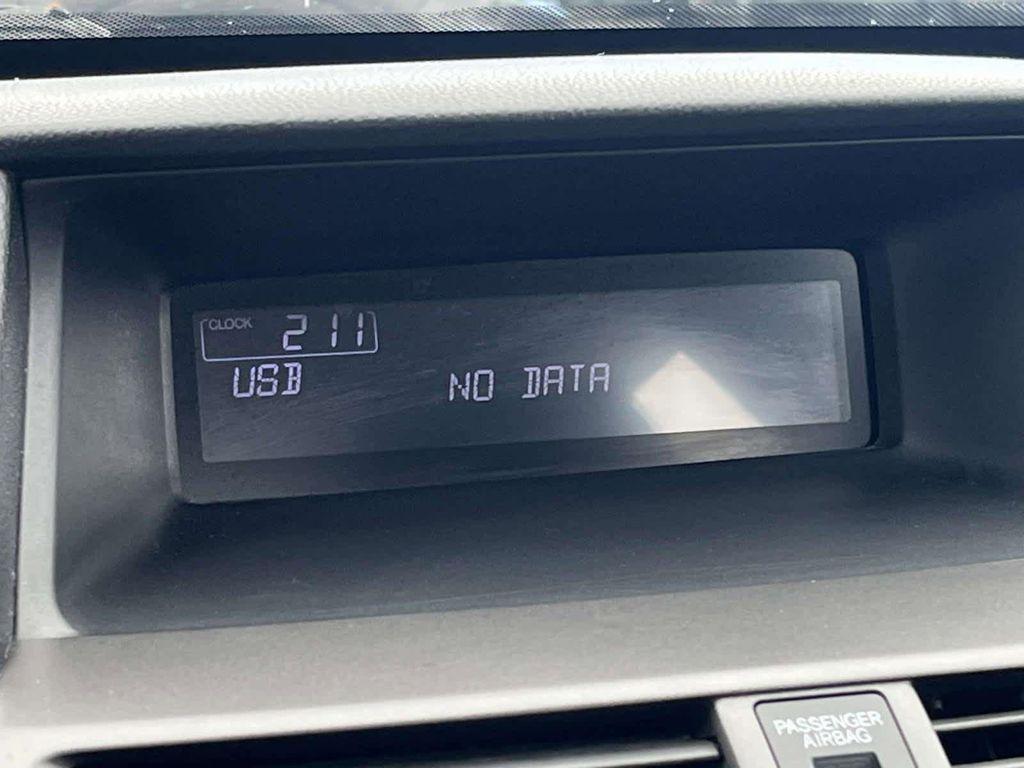 CLOCK 2 11
USB NO DATA
PASSENGER
AIRBAG